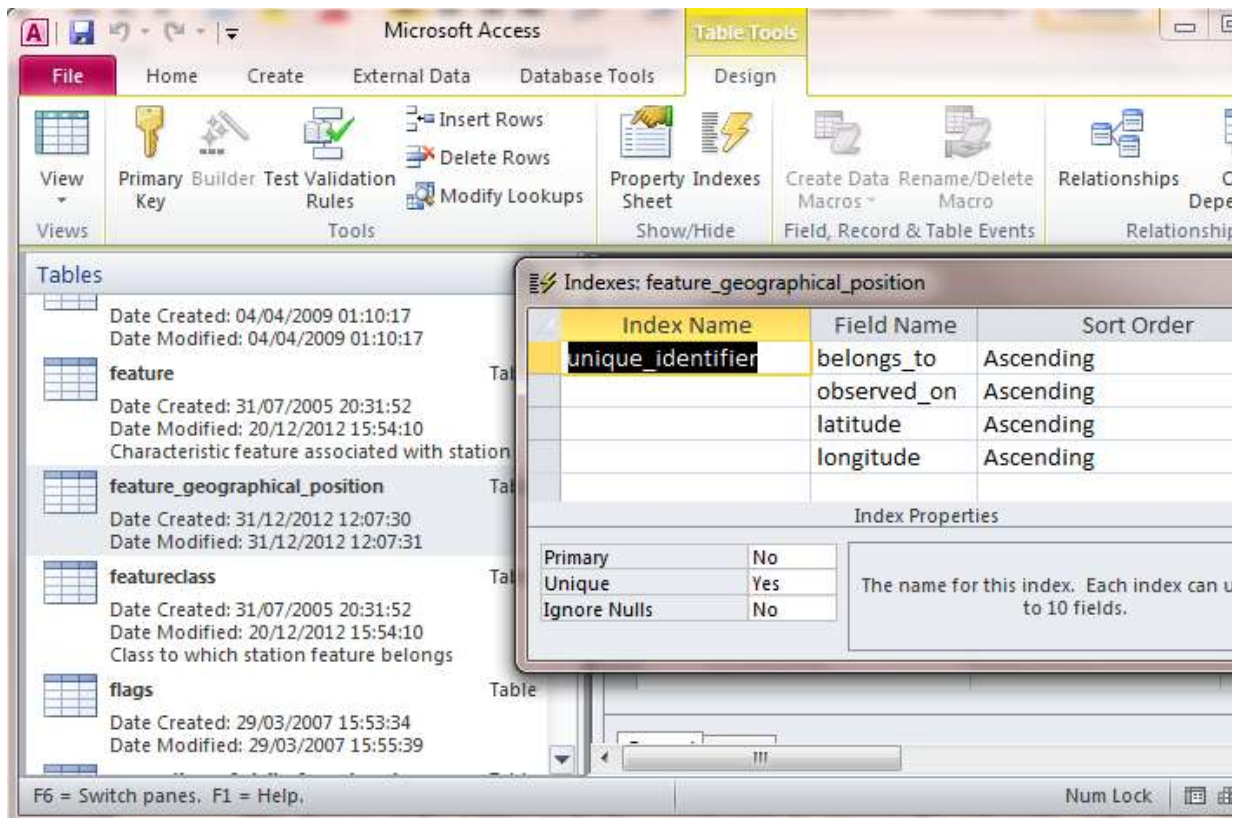 A
Microsoft Access
Table Tools
File Home Create External Data Database Tools Design
View
Views
Primary Key
Builder
Test Validation Rules
Insert Rows
Delete Rows
Modify Lookups
Tools
Property Sheet
Indexes
Show/Hide
Create Data Macros
Rename/Delete Macro
Field, Record & Table Events
Relationships
Tables
Date Created: 04/04/2009 01:10:17
Date Modified: 04/04/2009 01:10:17
feature
Date Created: 31/07/2005 20:31:52
Date Modified: 20/12/2012 15:54:10
Characteristic feature associated with station
feature_geographical_position
Date Created: 31/12/2012 12:07:30
Date Modified: 31/12/2012 12:07:31
featureclass
Date Created: 31/07/2005 20:31:52
Date Modified: 20/12/2012 15:54:10
Class to which station feature belongs
flags Table
Date Created: 29/03/2007 15:53:34
Date Modified: 29/03/2007 15:55:39
Indexes: feature_geographical_position
Index Name Field Name Sort Order
unique_identifier belongs_to Ascending
observed_on Ascending
latitude Ascending
longitude Ascending
Index Properties
Primary No
Unique Yes
Ignore Nulls No
The name for this index. Each index can u
to 10 fields.
F6 = Switch panes. F1 = Help.
Num Lock